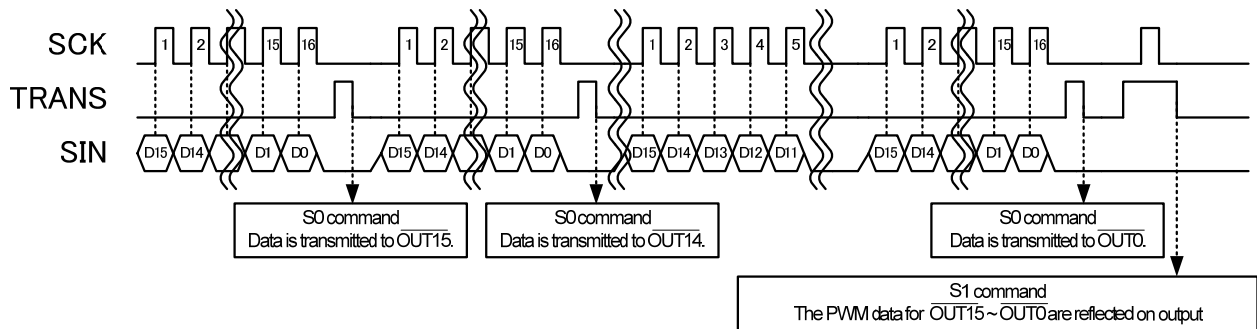 SCK 1 2 15 16 1 2 15 16 1 2 3 4 5 1 2 15 16
TRANS
SIN D15 D14 D1 D0 D15 D14 D1 D0 D15 D14 D13 D12 D11 D15 D14 D1 D0
S0 command
Data is transmitted to OUT15.
S0 command
Data is transmitted to OUT14.
S0 command
Data is transmitted to OUT0.
S1 command
The PWM data for OUT15 ~ OUT0 are reflected on output